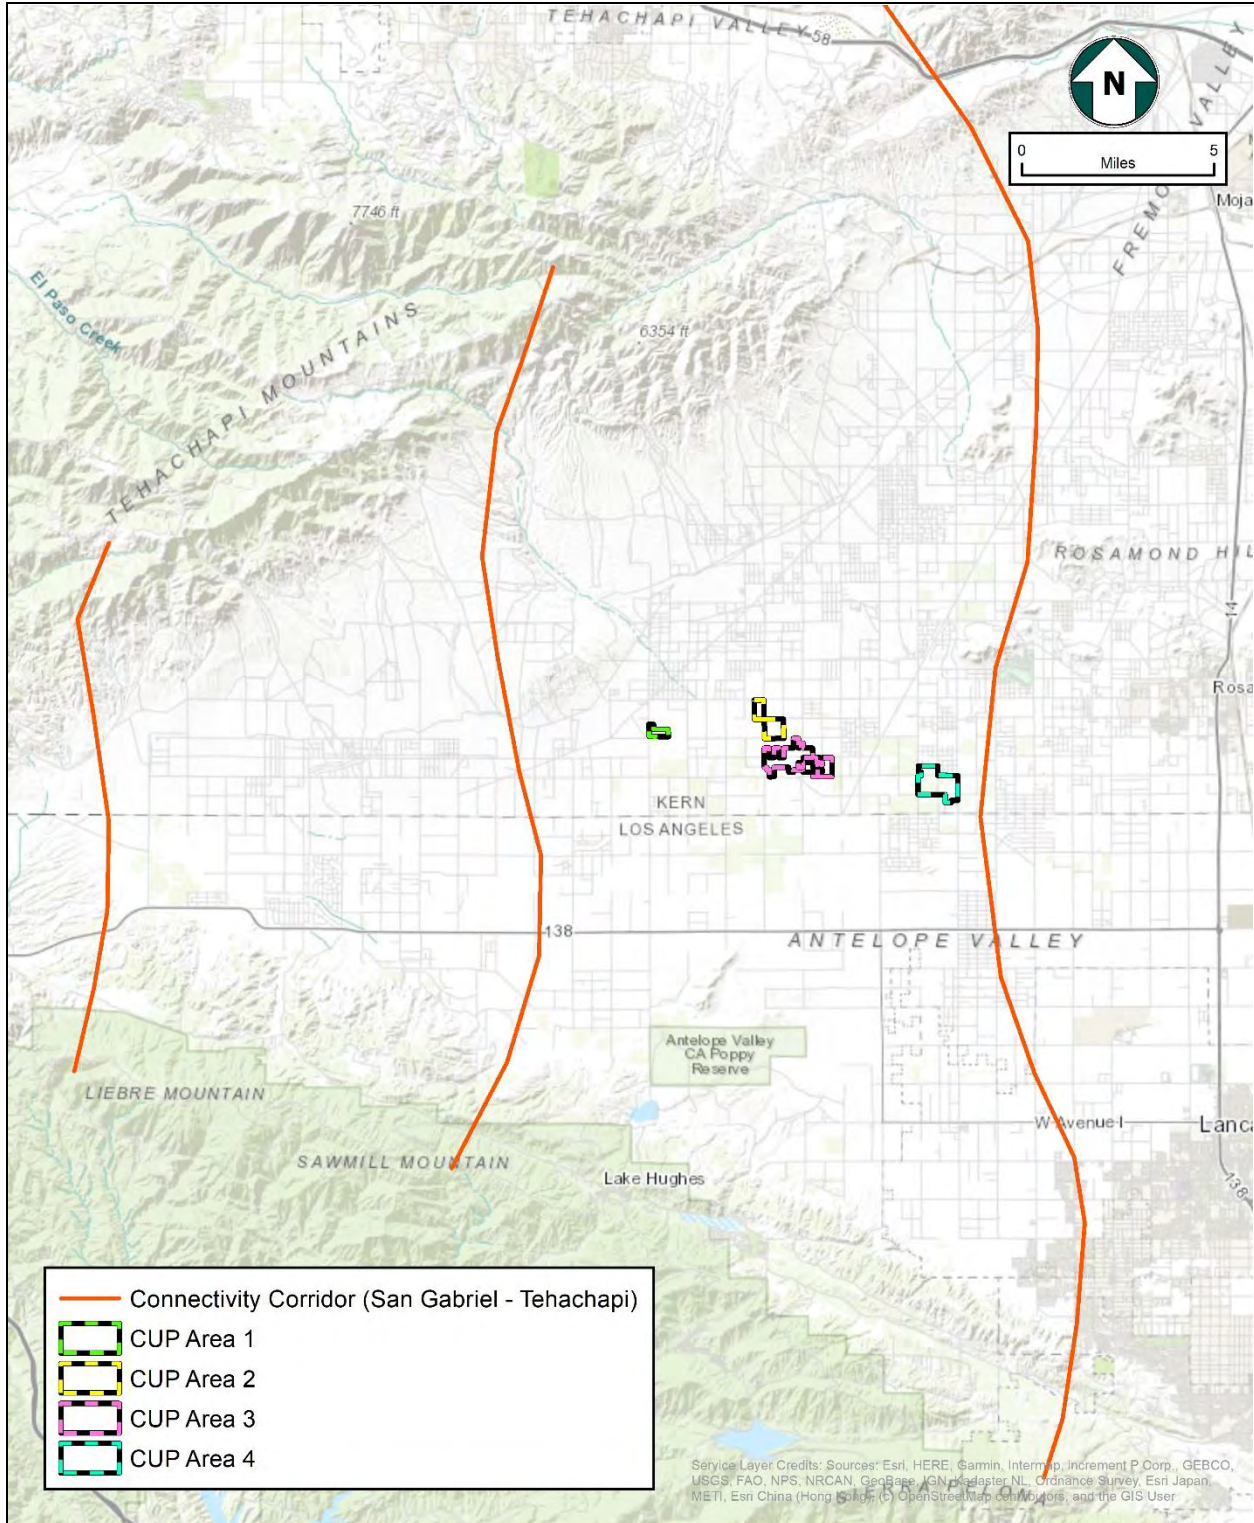 TEHACHAPI VALLEY
58
N
0 5
Miles
FREMO VALLEY
Moja
7746 ft
El Paso Creek
TEHACHAPI MOUNTAINS
6354 ft
ROSAMOND HIL
14
Rosa
KERN
LOS ANGELES
138
ANTELOPE VALLEY
Antelope Valley
CA Poppy
Reserve
LIEBRE MOUNTAIN
W Avenue I
Lanca
SAWMILL MOUNTAIN
Lake Hughes
138
Connectivity Corridor (San Gabriel - Tehachapi)
CUP Area 1
CUP Area 2
CUP Area 3
CUP Area 4
SIERRA PELONA
Service Layer Credits: Sources: Esri, HERE, Garmin, Intermap, increment P Corp., GEBCO,
USGS, FAO, NPS, NRCAN, GeoBase, IGN, Kadaster NL, Ordnance Survey, Esri Japan,
METI, Esri China (Hong Kong), (c) OpenStreetMap contributors, and the GIS User